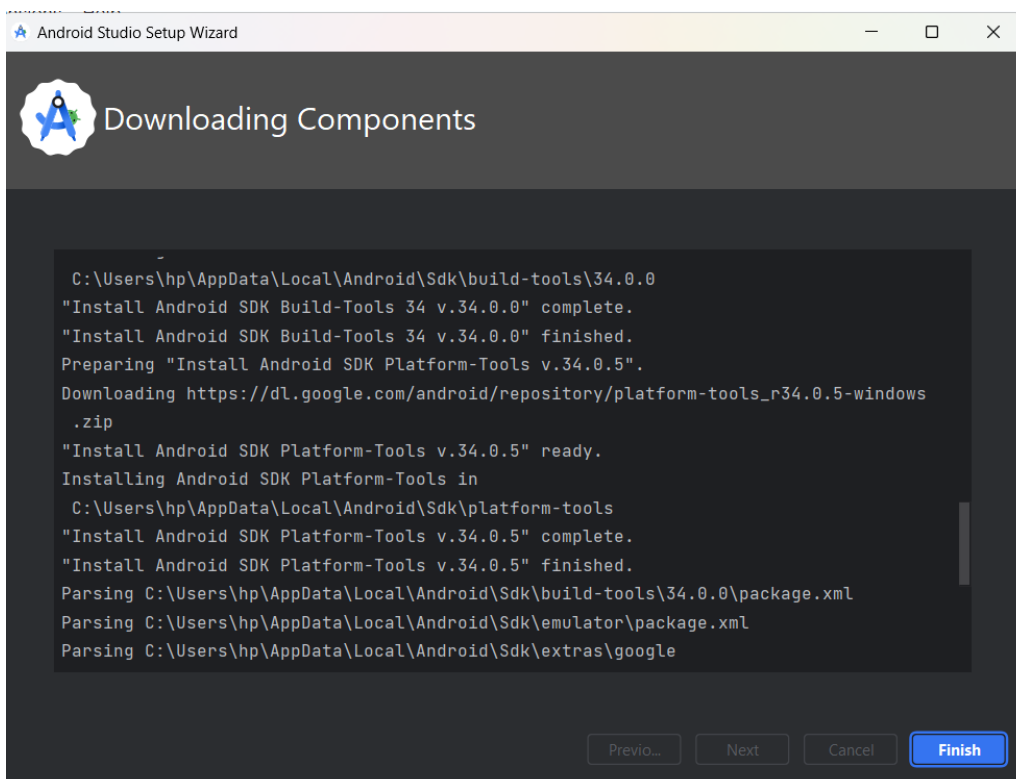 Android Studio Setup Wizard
Downloading Components
C:\Users\hp\AppData\Local\Android\Sdk\build-tools\34.0.0
"Install Android SDK Build-Tools 34 v.34.0.0" complete.
"Install Android SDK Build-Tools 34 v.34.0.0" finished.
Preparing "Install Android SDK Platform-Tools v.34.0.5".
Downloading https://dl.google.com/android/repository/platform-tools_r34.0.5-windows
.zip
"Install Android SDK Platform-Tools v.34.0.5" ready.
Installing Android SDK Platform-Tools in
C:\Users\hp\AppData\Local\Android\Sdk\platform-tools
"Install Android SDK Platform-Tools v.34.0.5" complete.
"Install Android SDK Platform-Tools v.34.0.5" finished.
Parsing C:\Users\hp\AppData\Local\Android\Sdk\build-tools\34.0.0\package.xml
Parsing C:\Users\hp\AppData\Local\Android\Sdk\emulator\package.xml
Parsing C:\Users\hp\AppData\Local\Android\Sdk\extras\google
Previo... Next Cancel Finish